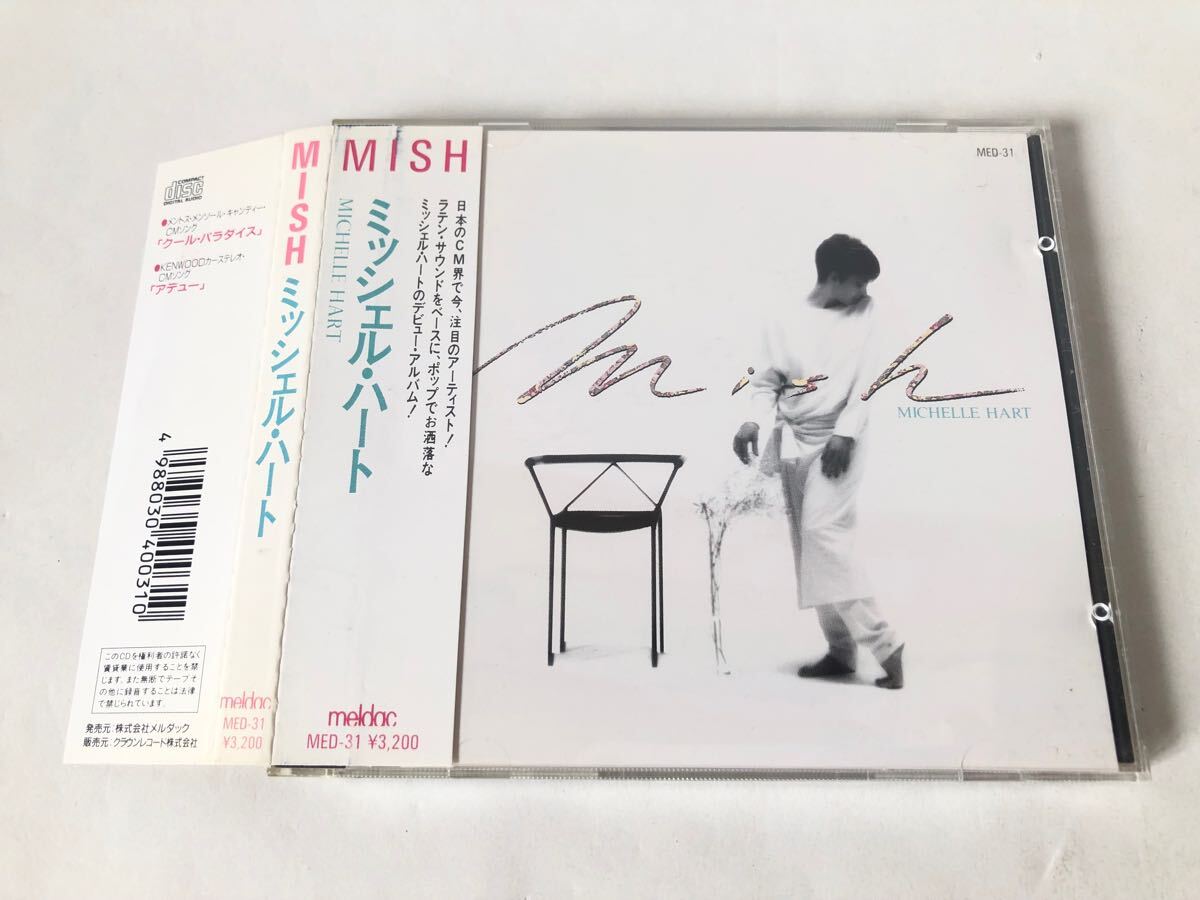 COMPACT
disc
DIGITAL AUDIO
●メントス・メンソール・キャンディー・
CMソング
「クール・パラダイス」
●KENWOODカーステレオ・
CMソング
「アデュー」
4 988030 400310
このCDを権利者の許諾なく
賃貸業に使用することを禁
じます。また無断でテープそ
の他に録音することは法律
で禁じられています。
発売元:株式会社メルダック
販売元:クラウンレコード株式会社
MISH ミッシェル・ハート
meldac
MED-31
¥3,200
MISH
ミッシェル・ハート
MICHELLE HART
日本のCM界で今、注目のアーティスト!
ラテン・サウンドをベースに、ポップでお洒落な
ミッシェル・ハートのデビュー・アルバム!
meldac
MED-31 ¥3,200
MED-31
Mish
MICHELLE HART